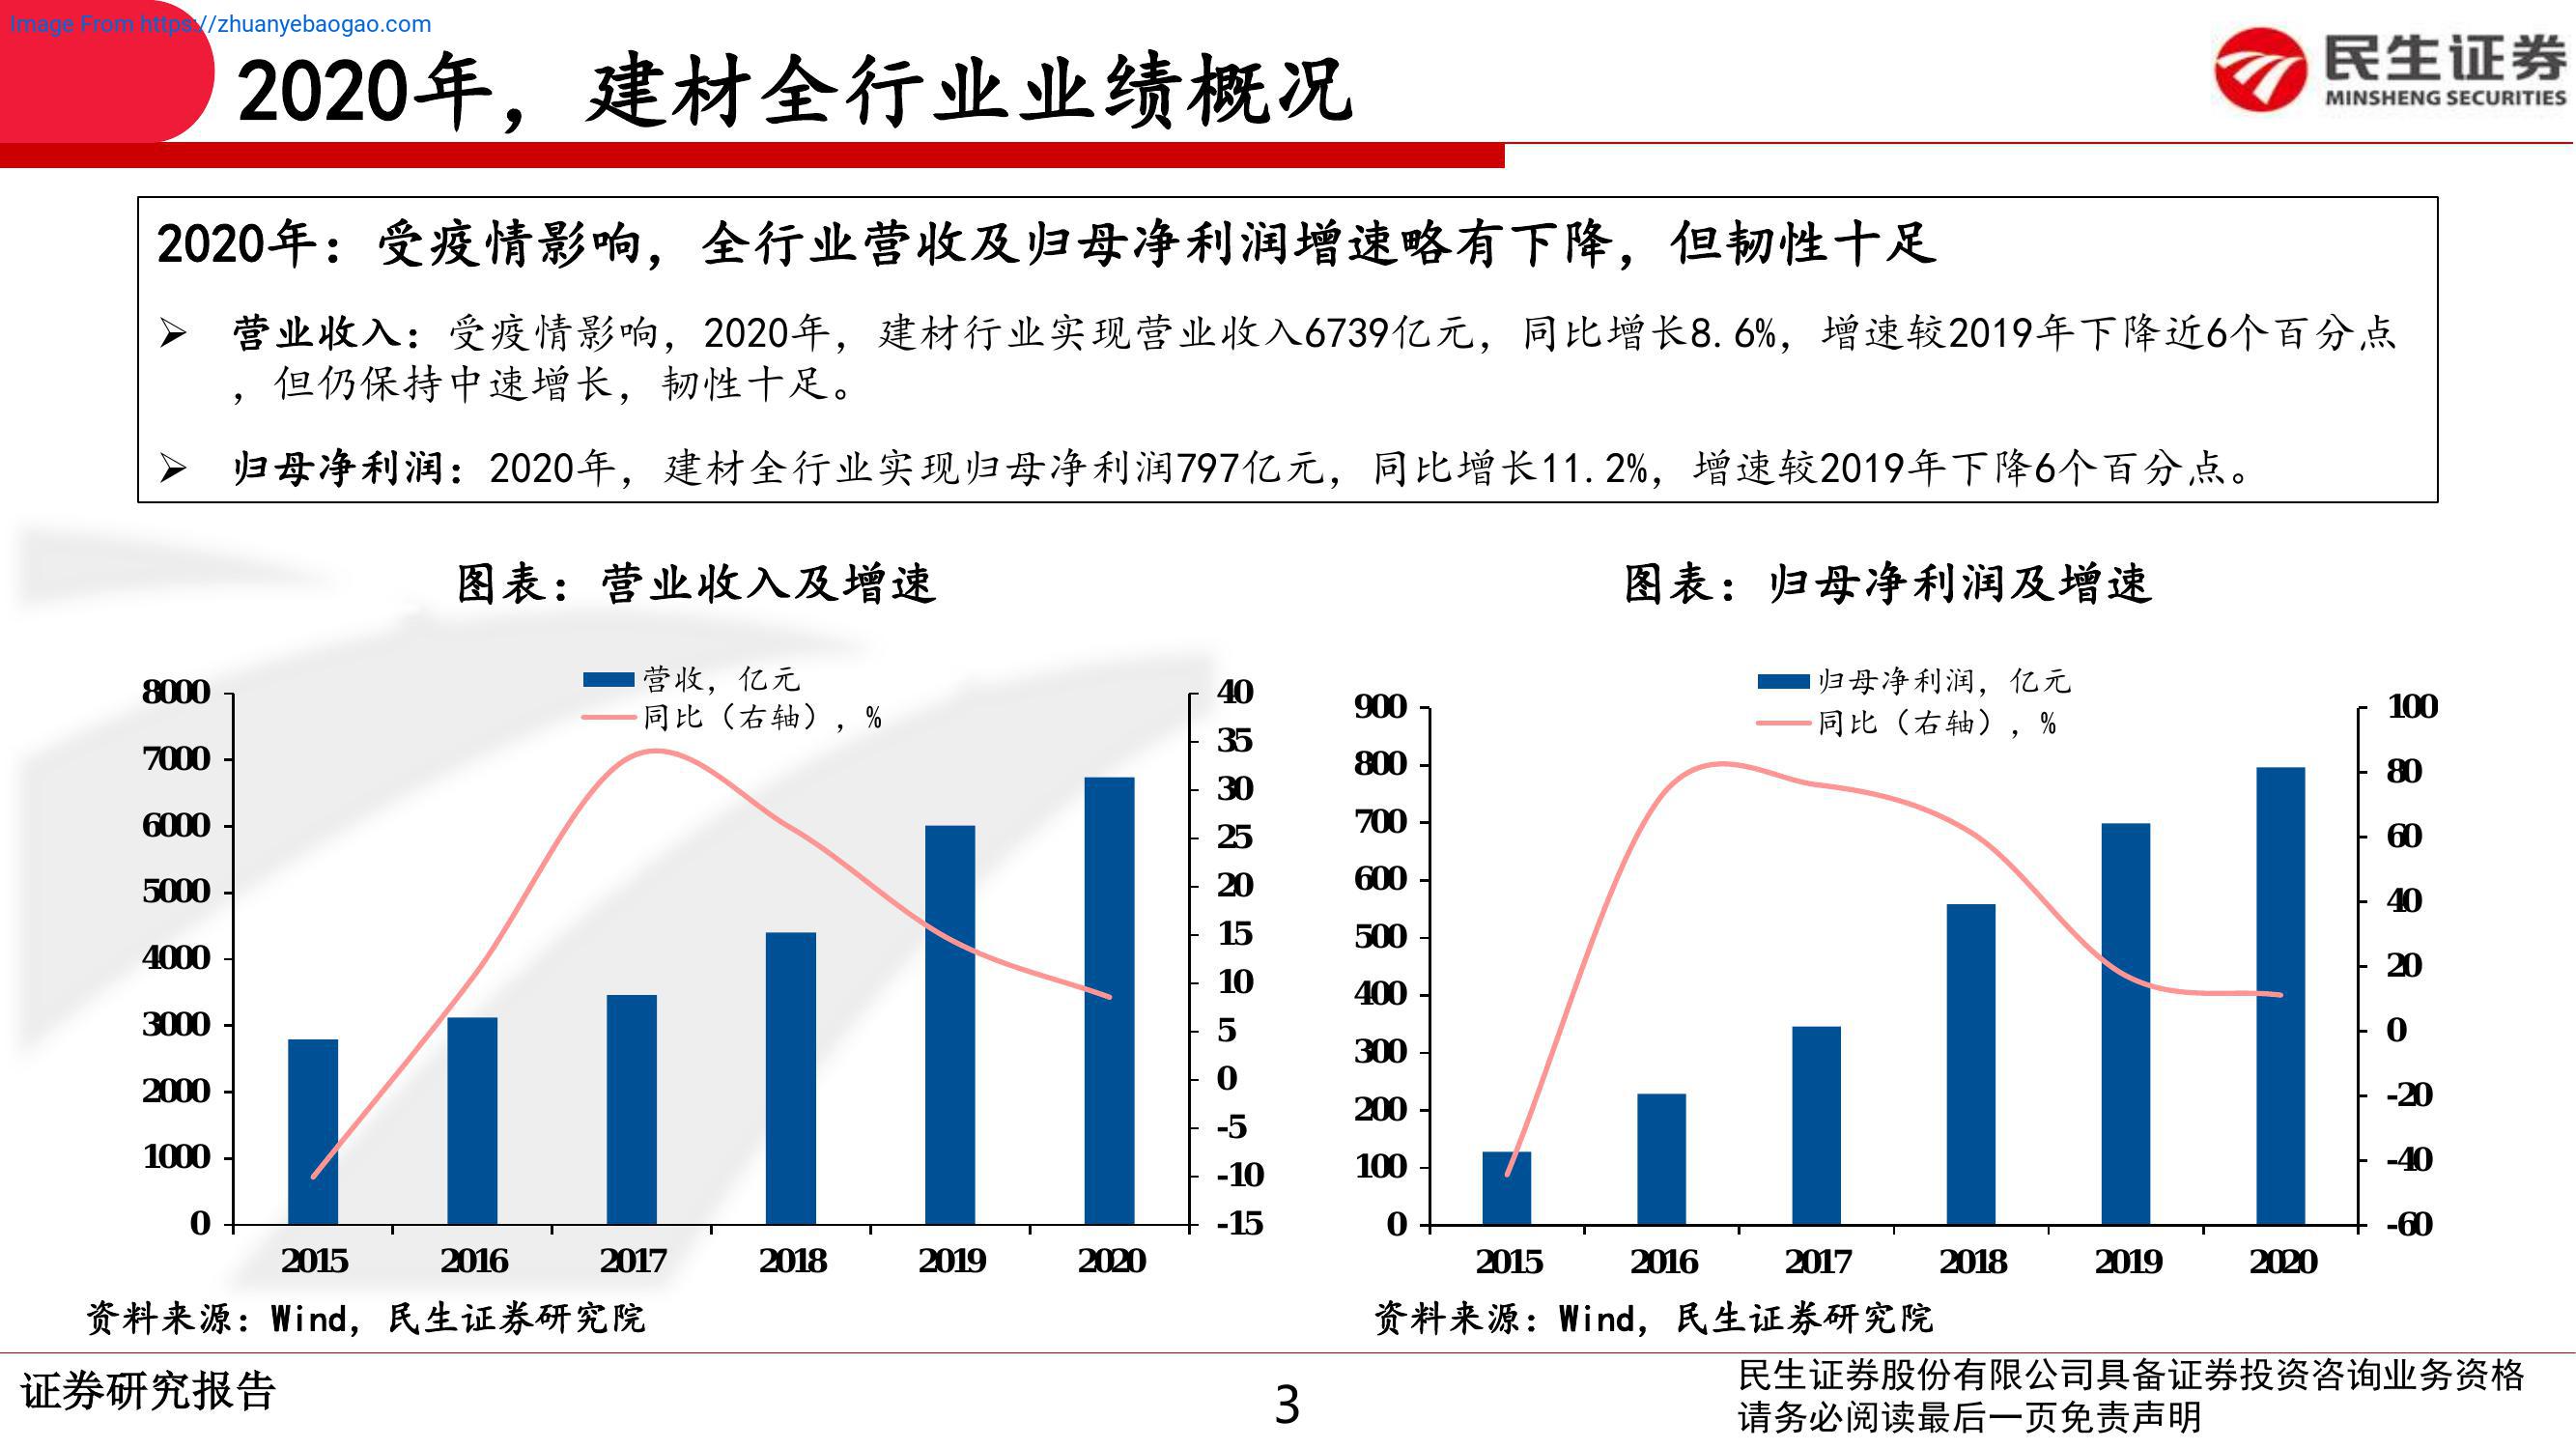 Image From https://zhuanyebaogao.com
2020年，建材全行业业绩概况
民生证券
MINSHENG SECURITIES
2020年：受疫情影响，全行业营收及归母净利润增速略有下降，但韧性十足
➢ 营业收入：受疫情影响，2020年，建材行业实现营业收入6739亿元，同比增长8.6%，增速较2019年下降近6个百分点
，但仍保持中速增长，韧性十足。
➢ 归母净利润：2020年，建材全行业实现归母净利润797亿元，同比增长11.2%，增速较2019年下降6个百分点。
图表：营业收入及增速
营收，亿元
同比（右轴），%
8000
7000
6000
5000
4000
3000
2000
1000
0
40
35
30
25
20
15
10
5
0
-5
-10
-15
2015 2016 2017 2018 2019 2020
资料来源：Wind，民生证券研究院
图表：归母净利润及增速
归母净利润，亿元
同比（右轴），%
900
800
700
600
500
400
300
200
100
0
100
80
60
40
20
0
-20
-40
-60
2015 2016 2017 2018 2019 2020
资料来源：Wind，民生证券研究院
证券研究报告
3
民生证券股份有限公司具备证券投资咨询业务资格
请务必阅读最后一页免责声明